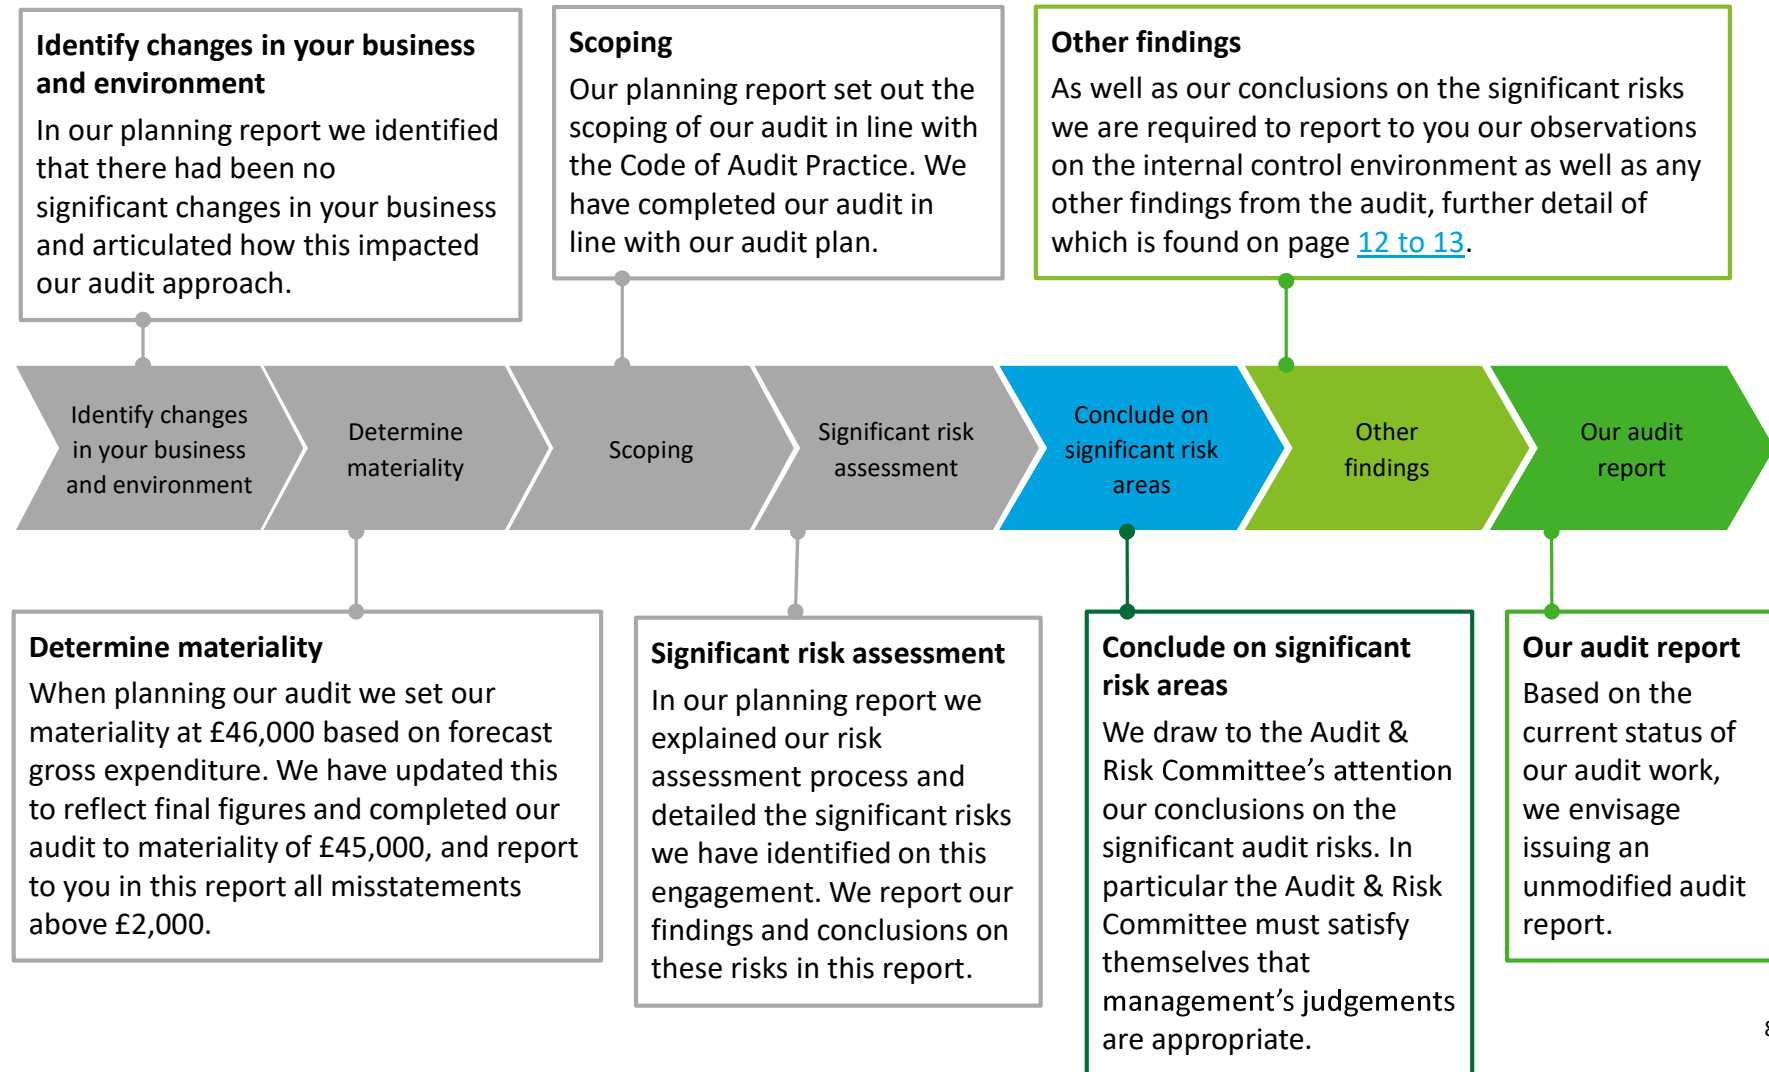 Identify changes in your business
and environment
In our planning report we identified
that there had been no
significant changes in your business
and articulated how this impacted
our audit approach.
Scoping
Our planning report set out the
scoping of our audit in line with
the Code of Audit Practice. We
have completed our audit in
line with our audit plan.
Other findings
As well as our conclusions on the significant risks
we are required to report to you our observations
on the internal control environment as well as any
other findings from the audit, further detail of
which is found on page 12 to 13.
Identify changes
in your business
and environment
Determine
materiality
Scoping
Significant risk
assessment
Conclude on
significant risk
areas
Other
findings
Our audit
report
Determine materiality
When planning our audit we set our
materiality at £46,000 based on forecast
gross expenditure. We have updated this
to reflect final figures and completed our
audit to materiality of £45,000, and report
to you in this report all misstatements
above £2,000.
Significant risk assessment
In our planning report we
explained our risk
assessment process and
detailed the significant risks
we have identified on this
engagement. We report our
findings and conclusions on
these risks in this report.
Conclude on significant
risk areas
We draw to the Audit &
Risk Committee’s attention
our conclusions on the
significant audit risks. In
particular the Audit & Risk
Committee must satisfy
themselves that
management’s judgements
are appropriate.
Our audit report
Based on the
current status of
our audit work,
we envisage
issuing an
unmodified audit
report.